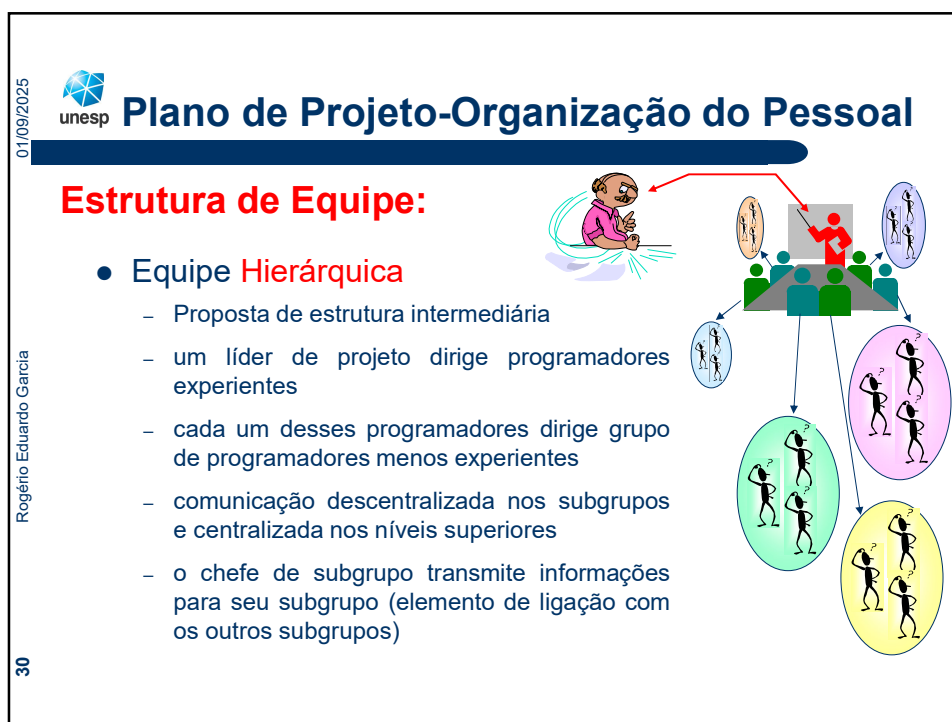 01/09/2025
unesp
Plano de Projeto-Organização do Pessoal
Estrutura de Equipe:
● Equipe Hierárquica
– Proposta de estrutura intermediária
– um líder de projeto dirige programadores
experientes
– cada um desses programadores dirige grupo
de programadores menos experientes
– comunicação descentralizada nos subgrupos
e centralizada nos níveis superiores
– o chefe de subgrupo transmite informações
para seu subgrupo (elemento de ligação com
os outros subgrupos)
Rogério Eduardo Garcia
30